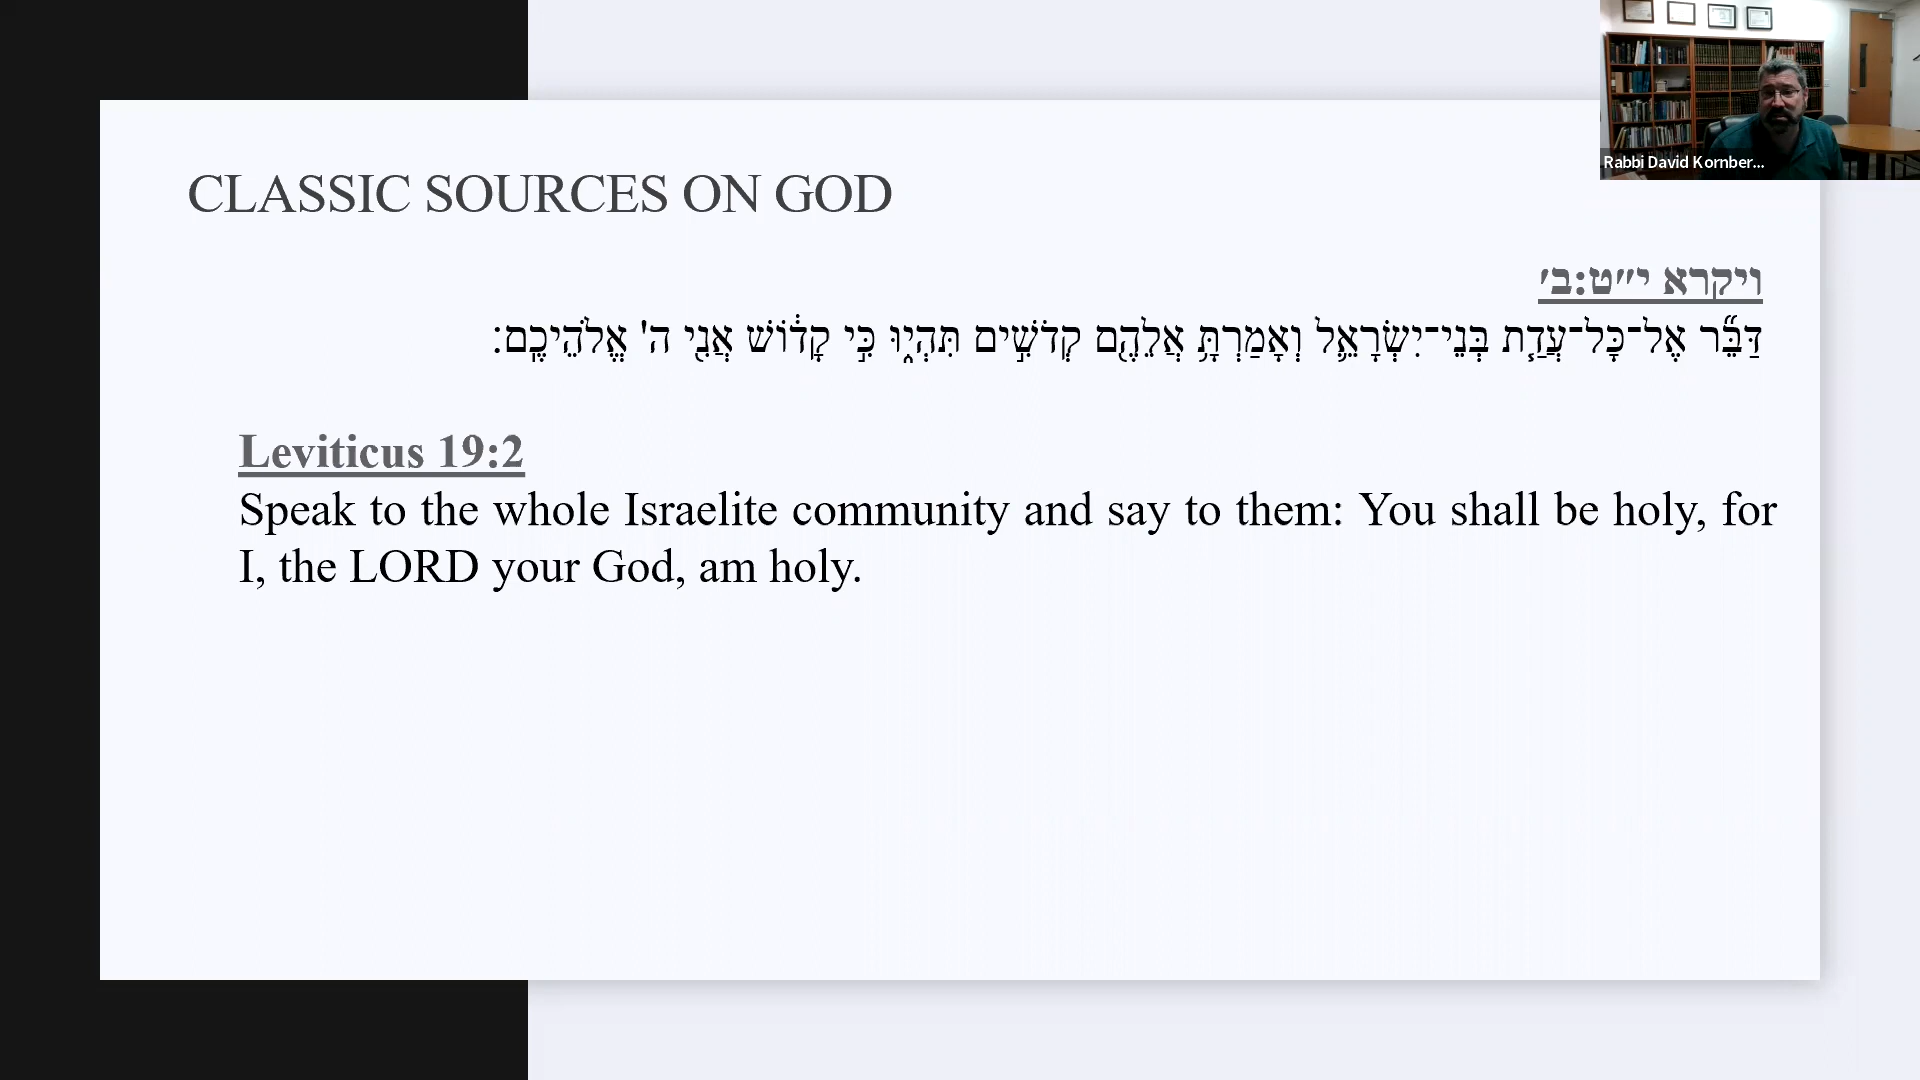 CLASSIC SOURCES ON GOD
ויקרא י״ט:ב׳
דַּבֵּ֞ר אֶל־כׇּל־עֲדַ֧ת בְּנֵי־יִשְׂרָאֵ֛ל וְאָמַרְתָּ֥ אֲלֵהֶ֖ם קְדֹשִׁ֣ים תִּהְי֑וּ כִּ֣י קָד֔וֹשׁ אֲנִ֖י ה' אֱלֹהֵיכֶֽם׃
Leviticus 19:2
Speak to the whole Israelite community and say to them: You shall be holy, for
I, the LORD your God, am holy.
Rabbi David Kornber...